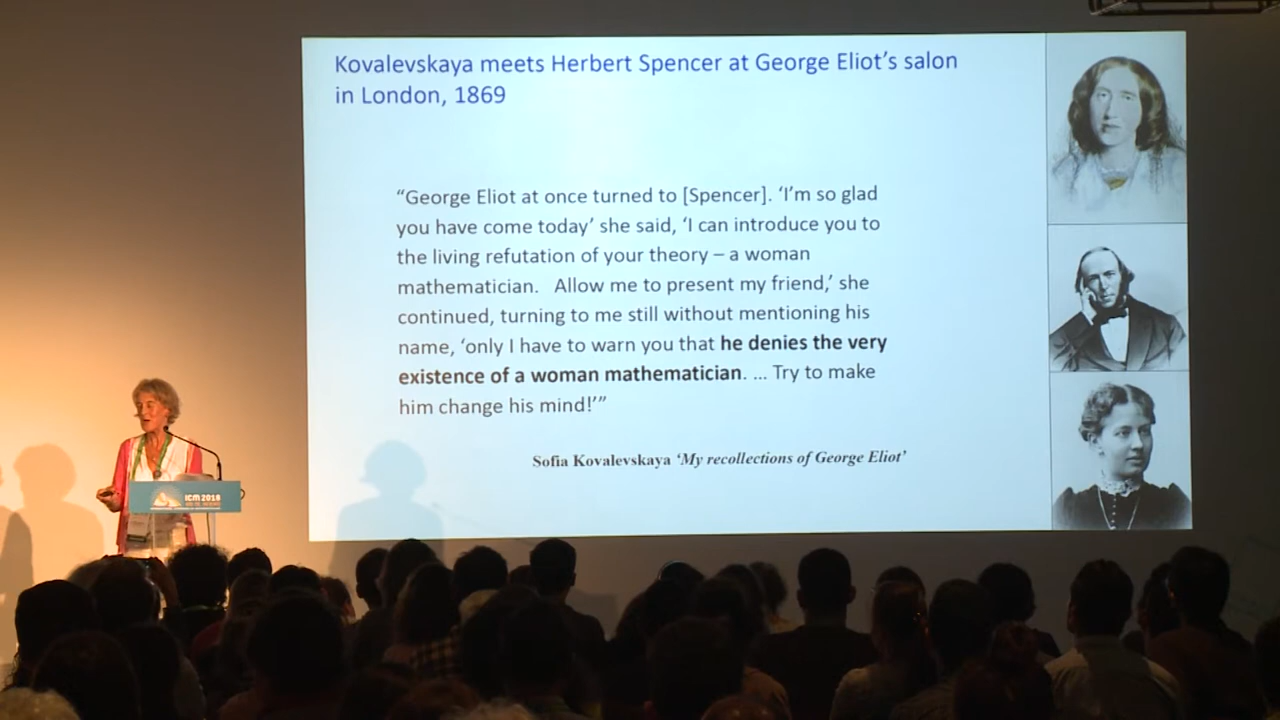 Kovalevskaya meets Herbert Spencer at George Eliot’s salon
in London, 1869
“George Eliot at once turned to [Spencer]. ‘I’m so glad
you have come today’ she said, ‘I can introduce you to
the living refutation of your theory – a woman
mathematician.   Allow me to present my friend,’ she
continued, turning to me still without mentioning his
name, ‘only I have to warn you that he denies the very
existence of a woman mathematician. ... Try to make
him change his mind!’”
Sofia Kovalevskaya ‘My recollections of George Eliot’
ICM 2018